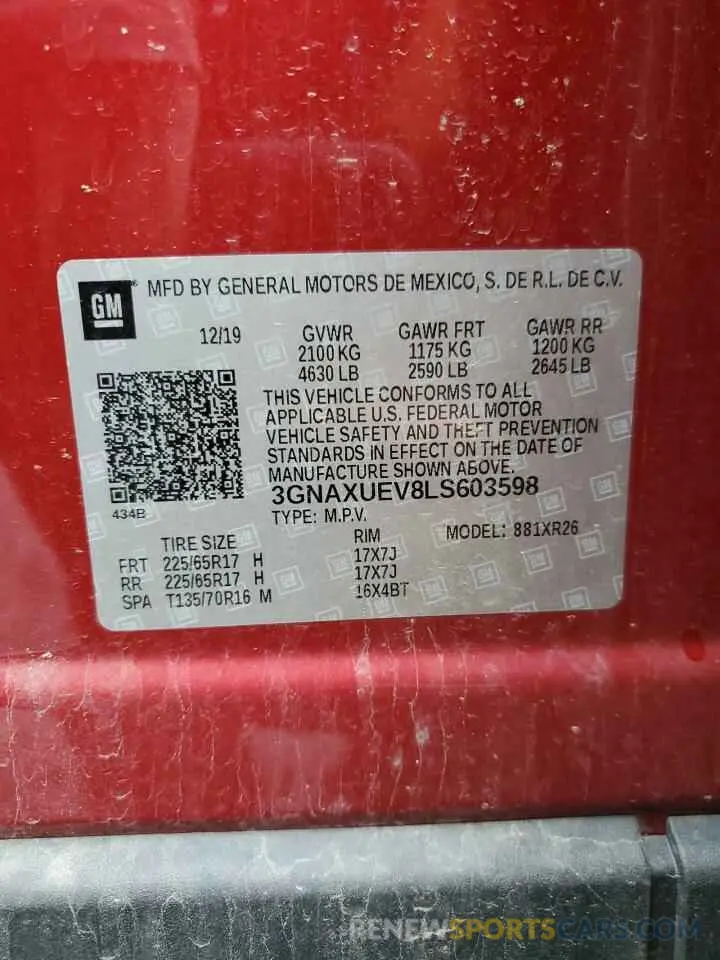 GM ® MFD BY GENERAL MOTORS DE MEXICO, S. DE R.L. DE C.V.
12/19 GVWR GAWR FRT GAWR RR
2100 KG 1175 KG 1200 KG
4630 LB 2590 LB 2645 LB
THIS VEHICLE CONFORMS TO ALL
APPLICABLE U.S. FEDERAL MOTOR
VEHICLE SAFETY AND THEFT PREVENTION
STANDARDS IN EFFECT ON THE DATE OF
MANUFACTURE SHOWN ABOVE.
434B 3GNAXUEV8LS603598
TYPE: M.P.V. MODEL: 881XR26
TIRE SIZE RIM
FRT 225/65R17 H 17X7J
RR 225/65R17 H 17X7J
SPA T135/70R16 M 16X4BT
RENEWSPORTCARS.COM